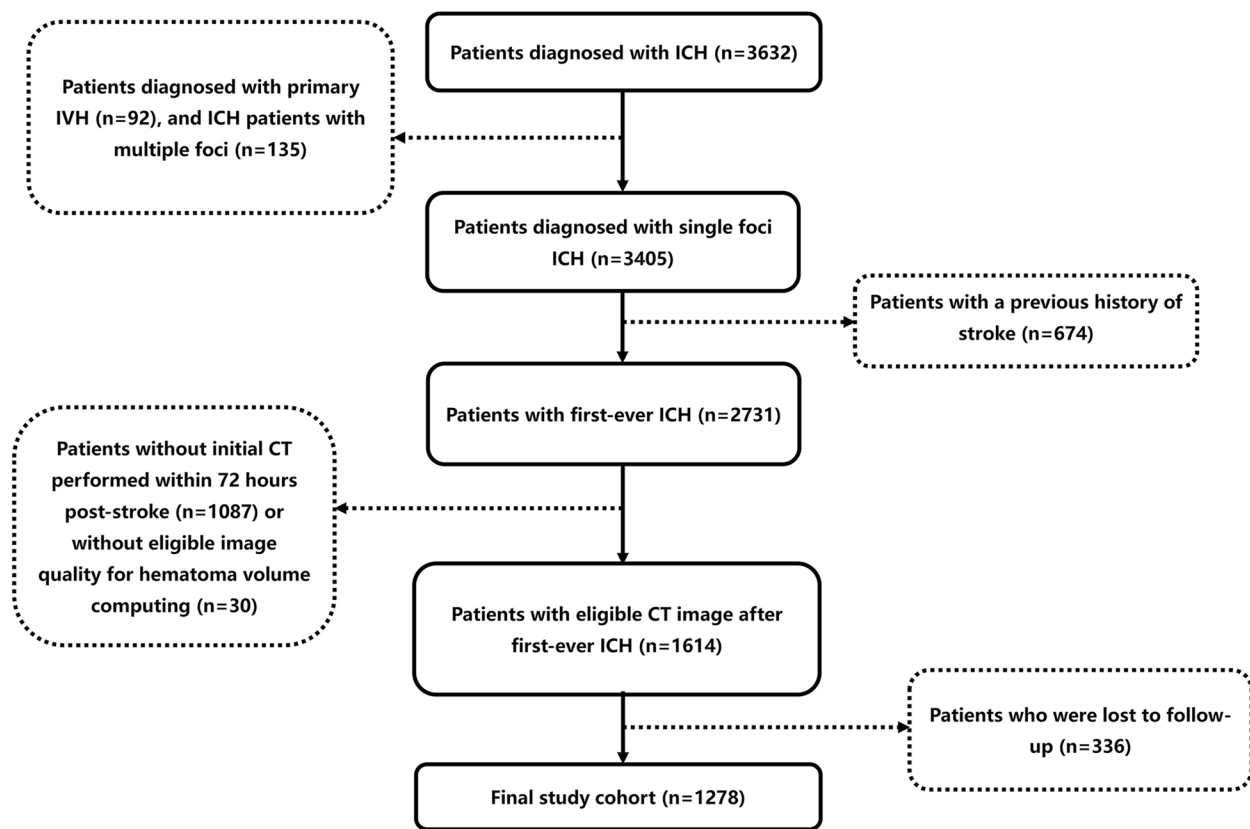 Patients diagnosed with ICH (n=3632)
Patients diagnosed with primary
IVH (n=92), and ICH patients with
multiple foci (n=135)
Patients diagnosed with single foci
ICH (n=3405)
Patients with a previous history of
stroke (n=674)
Patients with first-ever ICH (n=2731)
Patients without initial CT
performed within 72 hours
post-stroke (n=1087) or
without eligible image
quality for hematoma volume
computing (n=30)
Patients with eligible CT image after
first-ever ICH (n=1614)
Patients who were lost to follow-
up (n=336)
Final study cohort (n=1278)